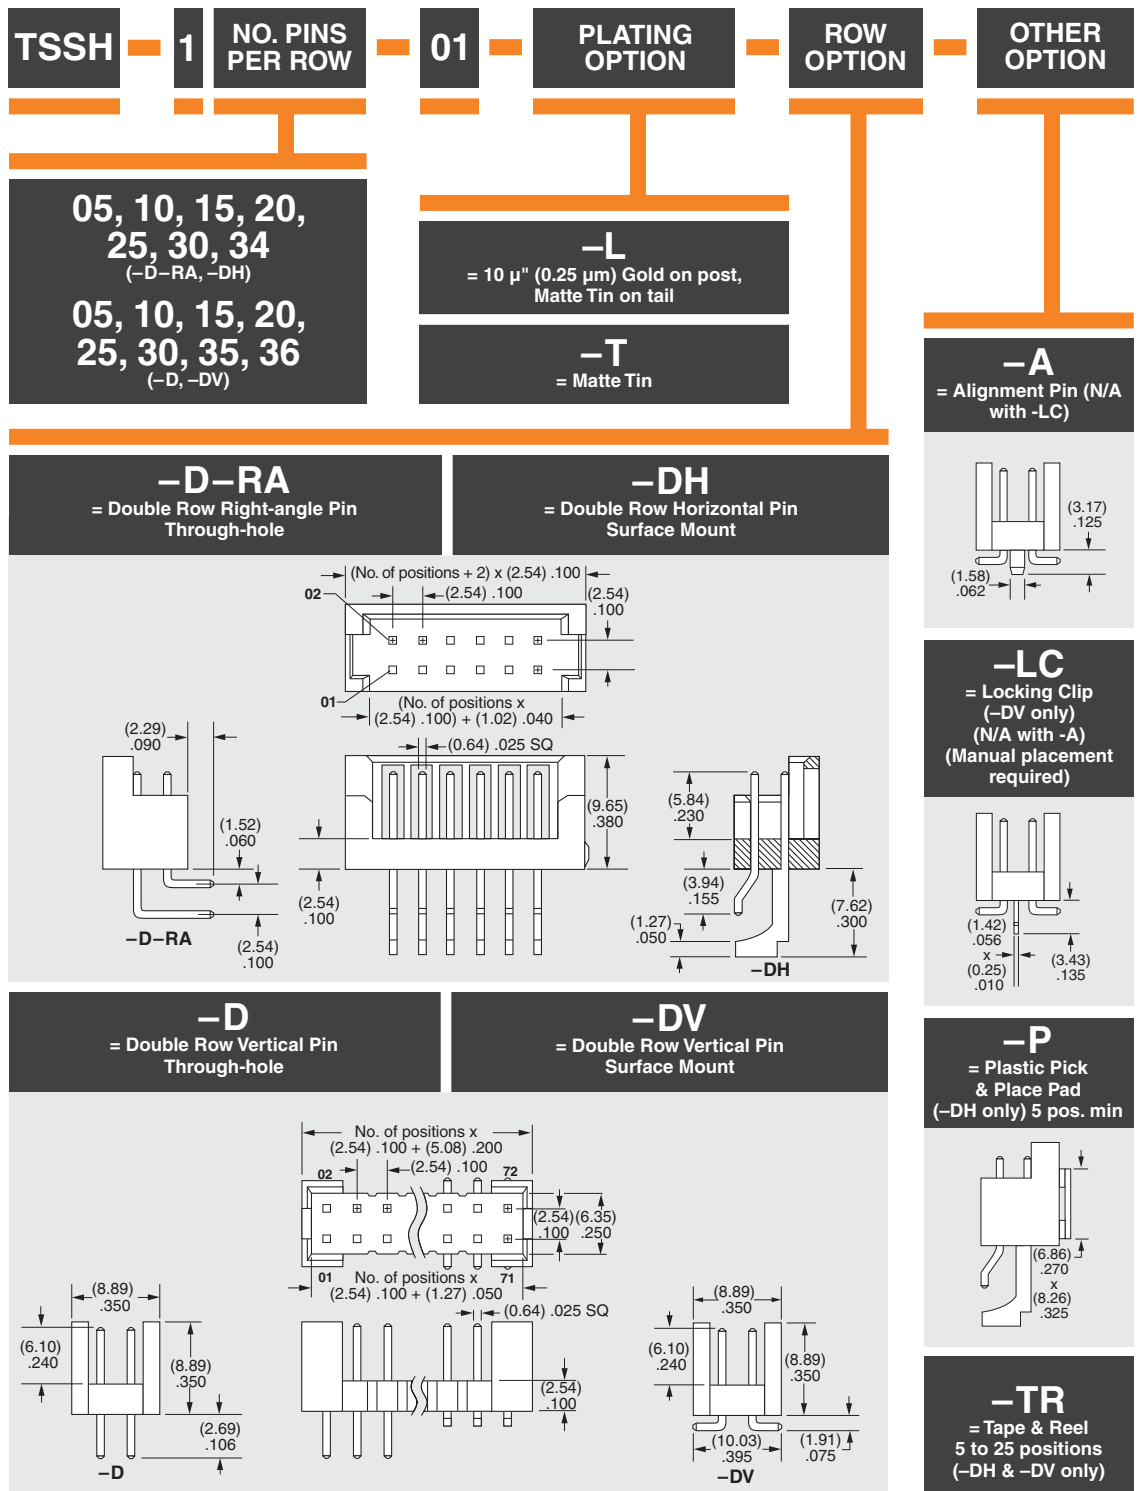 TSSH
1
NO. PINS
PER ROW
01
PLATING
OPTION
ROW
OPTION
OTHER
OPTION
05, 10, 15, 20,
25, 30, 34
(–D–RA, –DH)
05, 10, 15, 20,
25, 30, 35, 36
(–D, –DV)
–L
= 10 µ" (0.25 µm) Gold on post,
Matte Tin on tail
–T
= Matte Tin
–A
= Alignment Pin (N/A
with -LC)
(3.17)
.125
(1.58)
.062
–LC
= Locking Clip
(–DV only)
(N/A with -A)
(Manual placement
required)
(1.42)
.056
x
(0.25)
.010
(3.43)
.135
–P
= Plastic Pick
& Place Pad
(–DH only) 5 pos. min
(6.86)
.270
x
(8.26)
.325
–TR
= Tape & Reel
5 to 25 positions
(–DH & –DV only)
–D–RA
= Double Row Right-angle Pin
Through-hole
–DH
= Double Row Horizontal Pin
Surface Mount
(No. of positions + 2) x (2.54) .100
02
(2.54) .100
(2.54)
.100
01
(No. of positions x
(2.54) .100) + (1.02) .040
(2.29)
.090
(0.64) .025 SQ
(1.52)
.060
(9.65)
.380
(5.84)
.230
(2.54)
.100
(3.94)
.155
(7.62)
.300
(1.27)
.050
–D–RA
(2.54)
.100
–DH
–D
= Double Row Vertical Pin
Through-hole
–DV
= Double Row Vertical Pin
Surface Mount
No. of positions x
(2.54) .100 + (5.08) .200
02
(2.54) .100
72
(2.54)
.100
(6.35)
.250
01
No. of positions x
(2.54) .100 + (1.27) .050
71
(8.89)
.350
(0.64) .025 SQ
(8.89)
.350
(6.10)
.240
(8.89)
.350
(2.54)
.100
(6.10)
.240
(8.89)
.350
(2.69)
.106
–D
(10.03)
.395
(1.91)
.075
–DV